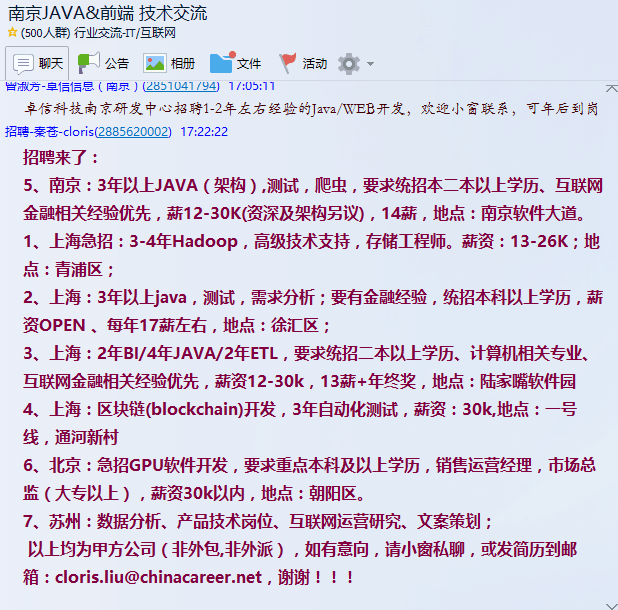 南京JAVA&前端 技术交流
(500人群) 行业交流-IT/互联网
聊天 公告 相册 文件 活动
曾淑芳-卓信信息（南京）(2851041794) 17:05:11
卓信科技南京研发中心招聘1-2年左右经验的Java/WEB开发，欢迎小窗联系，可年后到岗
招聘-秦苍-cloris(2885620002) 17:22:22
招聘来了：
5、南京：3年以上JAVA（架构）,测试，爬虫，要求统招本二本以上学历、互联网
金融相关经验优先，薪12-30K(资深及架构另议)，14薪，地点：南京软件大道。
1、上海急招：3-4年Hadoop，高级技术支持，存储工程师。薪资：13-26K；地
点：青浦区；
2、上海：3年以上java，测试，需求分析；要有金融经验，统招本科以上学历，薪
资OPEN 、每年17薪左右，地点：徐汇区；
3、上海：2年BI/4年JAVA/2年ETL，要求统招二本以上学历、计算机相关专业、
互联网金融相关经验优先，薪资12-30k，13薪+年终奖，地点：陆家嘴软件园
4、上海：区块链(blockchain)开发，3年自动化测试，薪资：30k,地点：一号
线，通河新村
6、北京：急招GPU软件开发，要求重点本科及以上学历，销售运营经理，市场总
监（大专以上），薪资30k以内，地点：朝阳区。
7、苏州：数据分析、产品技术岗位、互联网运营研究、文案策划；
以上均为甲方公司（非外包,非外派），如有意向，请小窗私聊，或发简历到邮
箱：cloris.liu@chinacareer.net，谢谢！！！